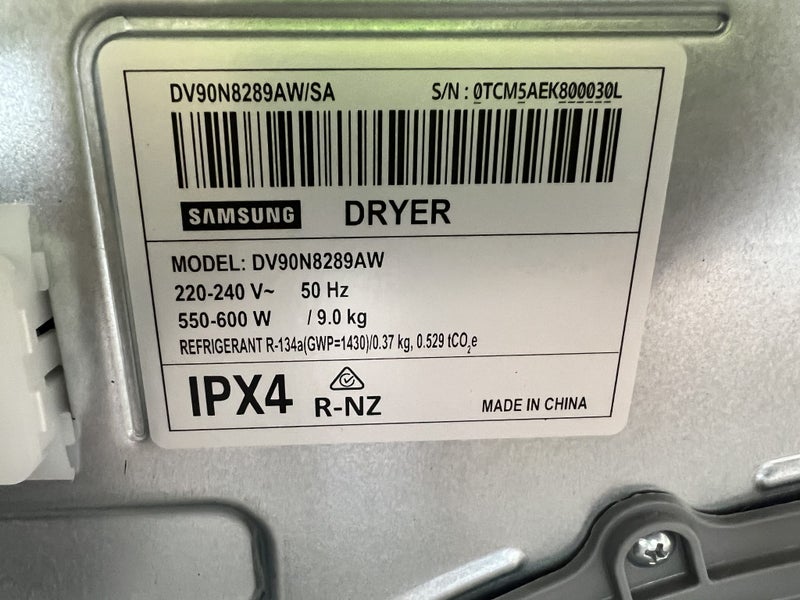 DV90N8289AW/SA S/N : 0TCM5AEK800030L
SAMSUNG DRYER
MODEL: DV90N8289AW
220-240 V~ 50 Hz
550-600 W / 9.0 kg
REFRIGERANT R-134a(GWP=1430)/0.37 kg, 0.529 tCO₂e
IPX4 R-NZ MADE IN CHINA